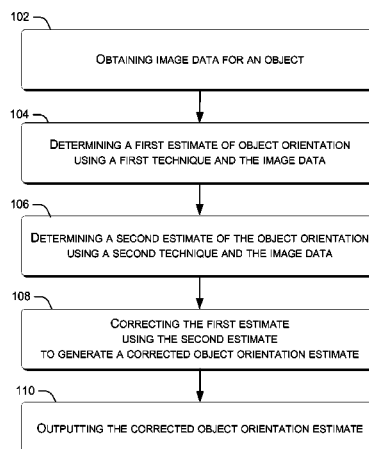 102
OBTAINING IMAGE DATA FOR AN OBJECT
104
DETERMINING A FIRST ESTIMATE OF OBJECT ORIENTATION
USING A FIRST TECHNIQUE AND THE IMAGE DATA
106
DETERMINING A SECOND ESTIMATE OF THE OBJECT ORIENTATION
USING A SECOND TECHNIQUE AND THE IMAGE DATA
108
CORRECTING THE FIRST ESTIMATE
USING THE SECOND ESTIMATE
TO GENERATE A CORRECTED OBJECT ORIENTATION ESTIMATE
110
OUTPUTTING THE CORRECTED OBJECT ORIENTATION ESTIMATE